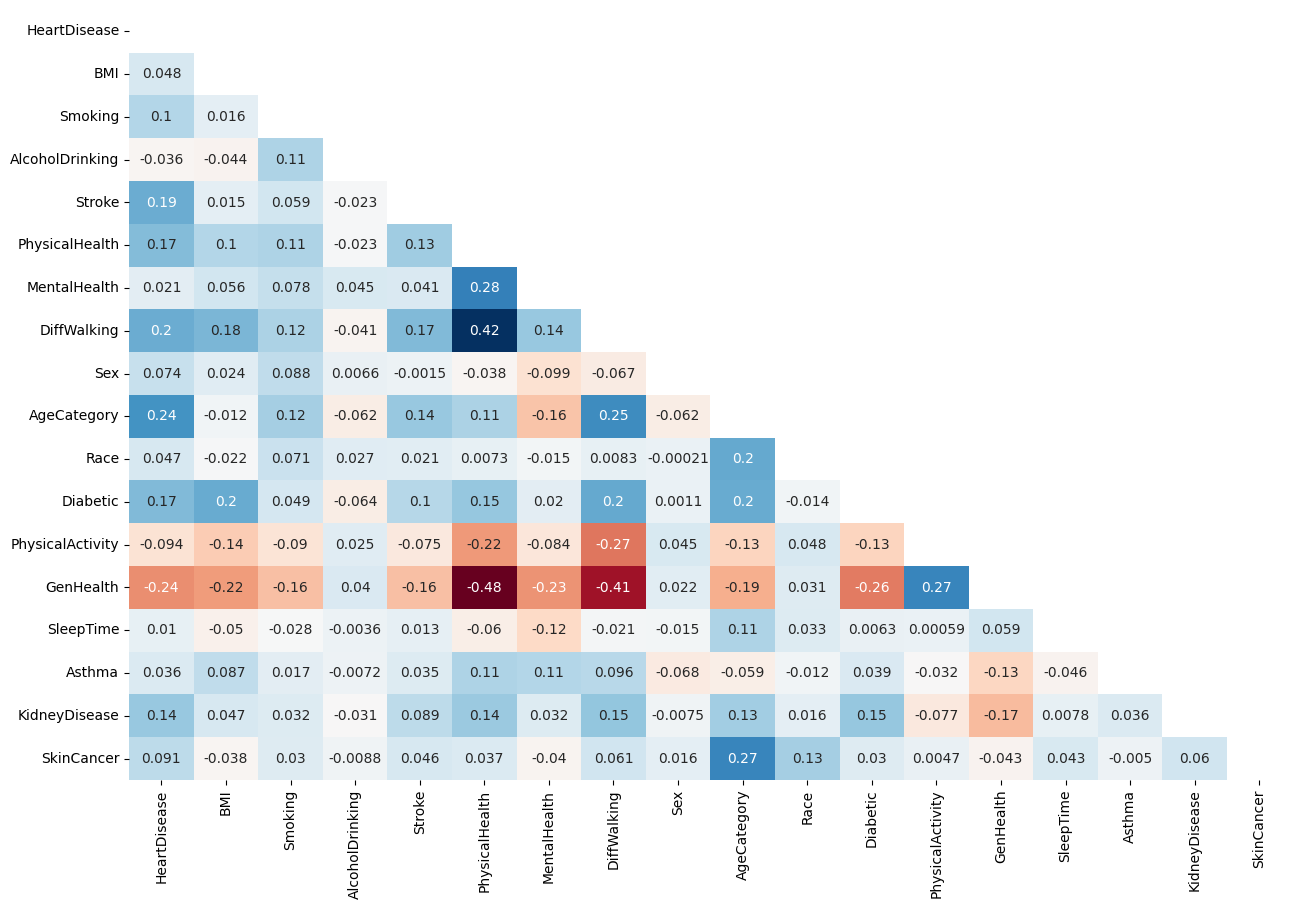 HeartDisease
BMI 0.048
Smoking 0.1 0.016
AlcoholDrinking -0.036 -0.044 0.11
Stroke 0.19 0.015 0.059 -0.023
PhysicalHealth 0.17 0.1 0.11 -0.023 0.13
MentalHealth 0.021 0.056 0.078 0.045 0.041 0.28
DiffWalking 0.2 0.18 0.12 -0.041 0.17 0.42 0.14
Sex 0.074 0.024 0.088 0.0066 -0.0015 -0.038 -0.099 -0.067
AgeCategory 0.24 -0.012 0.12 -0.062 0.14 0.11 -0.16 0.25 -0.062
Race 0.047 -0.022 0.071 0.027 0.021 0.0073 -0.015 0.0083 -0.00021 0.2
Diabetic 0.17 0.2 0.049 -0.064 0.1 0.15 0.02 0.2 0.0011 0.2 -0.014
PhysicalActivity -0.094 -0.14 -0.09 0.025 -0.075 -0.22 -0.084 -0.27 0.045 -0.13 0.048 -0.13
GenHealth -0.24 -0.22 -0.16 0.04 -0.16 -0.48 -0.23 -0.41 0.022 -0.19 0.031 -0.26 0.27
SleepTime 0.01 -0.05 -0.028 -0.0036 0.013 -0.06 -0.12 -0.021 -0.015 0.11 0.033 0.0063 0.00059 0.059
Asthma 0.036 0.087 0.017 -0.0072 0.035 0.11 0.11 0.096 -0.068 -0.059 -0.012 0.039 -0.032 -0.13 -0.046
KidneyDisease 0.14 0.047 0.032 -0.031 0.089 0.14 0.032 0.15 -0.0075 0.13 0.016 0.15 -0.077 -0.17 0.0078 0.036
SkinCancer 0.091 -0.038 0.03 -0.0088 0.046 0.037 -0.04 0.061 0.016 0.27 0.13 0.03 0.0047 -0.043 0.043 -0.005 0.06
HeartDisease
BMI
Smoking
AlcoholDrinking
Stroke
PhysicalHealth
MentalHealth
DiffWalking
Sex
AgeCategory
Race
Diabetic
PhysicalActivity
GenHealth
SleepTime
Asthma
KidneyDisease
SkinCancer